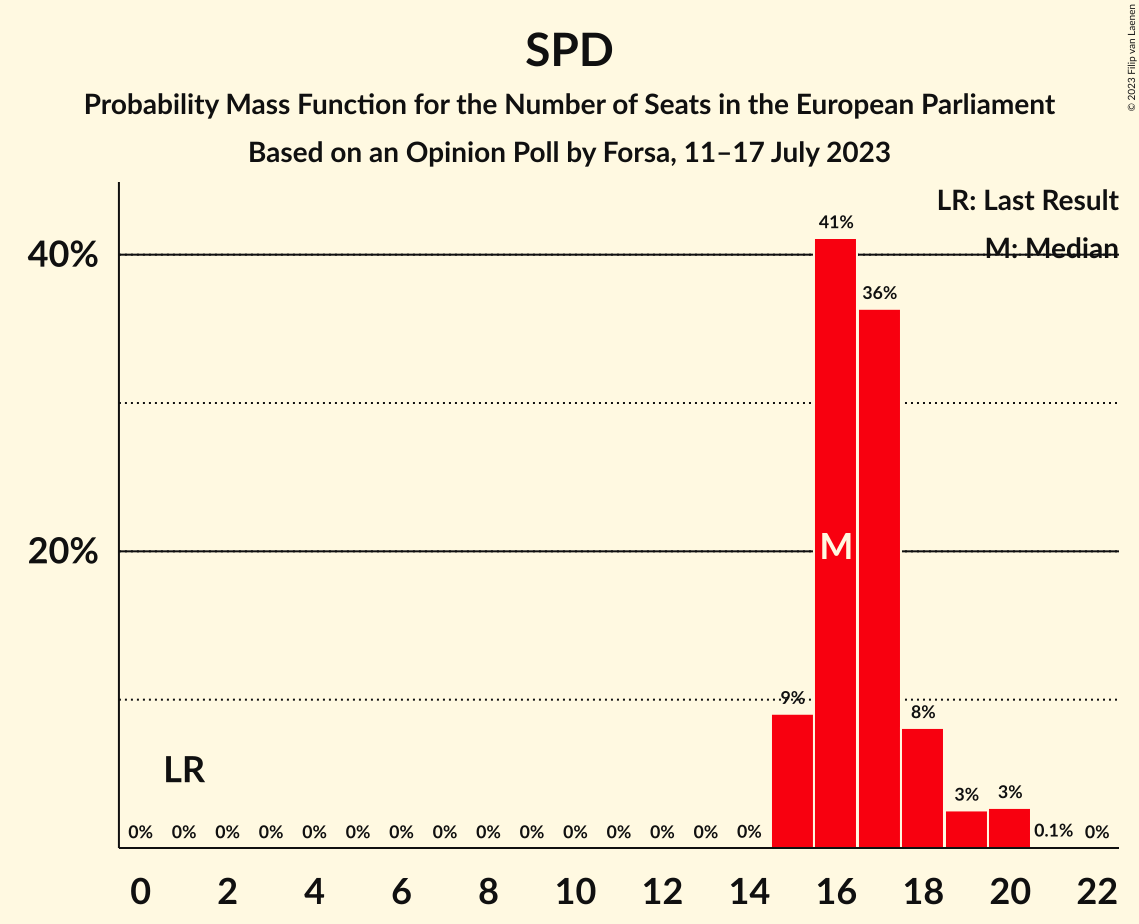 SPD
Probability Mass Function for the Number of Seats in the European Parliament
Based on an Opinion Poll by Forsa, 11–17 July 2023
© 2023 Filip van Laenen
LR: Last Result
M: Median
40%
20%
41%
36%
M
9%
8%
LR
3%
3%
0% 0% 0% 0% 0% 0% 0% 0% 0% 0% 0% 0% 0% 0% 0% 0.1% 0%
0 2 4 6 8 10 12 14 16 18 20 22